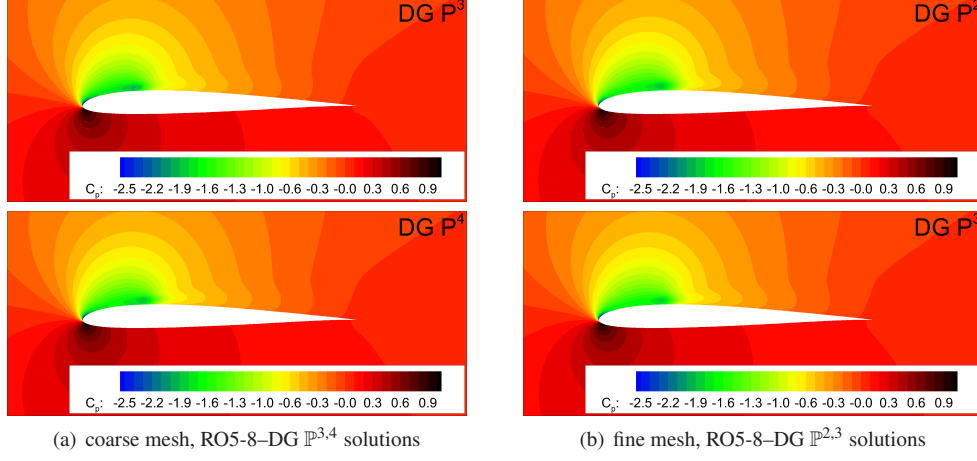 DG P³
C_p: -2.5 -2.2 -1.9 -1.6 -1.3 -1.0 -0.6 -0.3 -0.0 0.3 0.6 0.9
DG P⁴
C_p: -2.5 -2.2 -1.9 -1.6 -1.3 -1.0 -0.6 -0.3 -0.0 0.3 0.6 0.9
(a) coarse mesh, RO5-8–DG ℙ³,⁴ solutions
DG P²
C_p: -2.5 -2.2 -1.9 -1.6 -1.3 -1.0 -0.6 -0.3 -0.0 0.3 0.6 0.9
DG P³
C_p: -2.5 -2.2 -1.9 -1.6 -1.3 -1.0 -0.6 -0.3 -0.0 0.3 0.6 0.9
(b) fine mesh, RO5-8–DG ℙ²,³ solutions